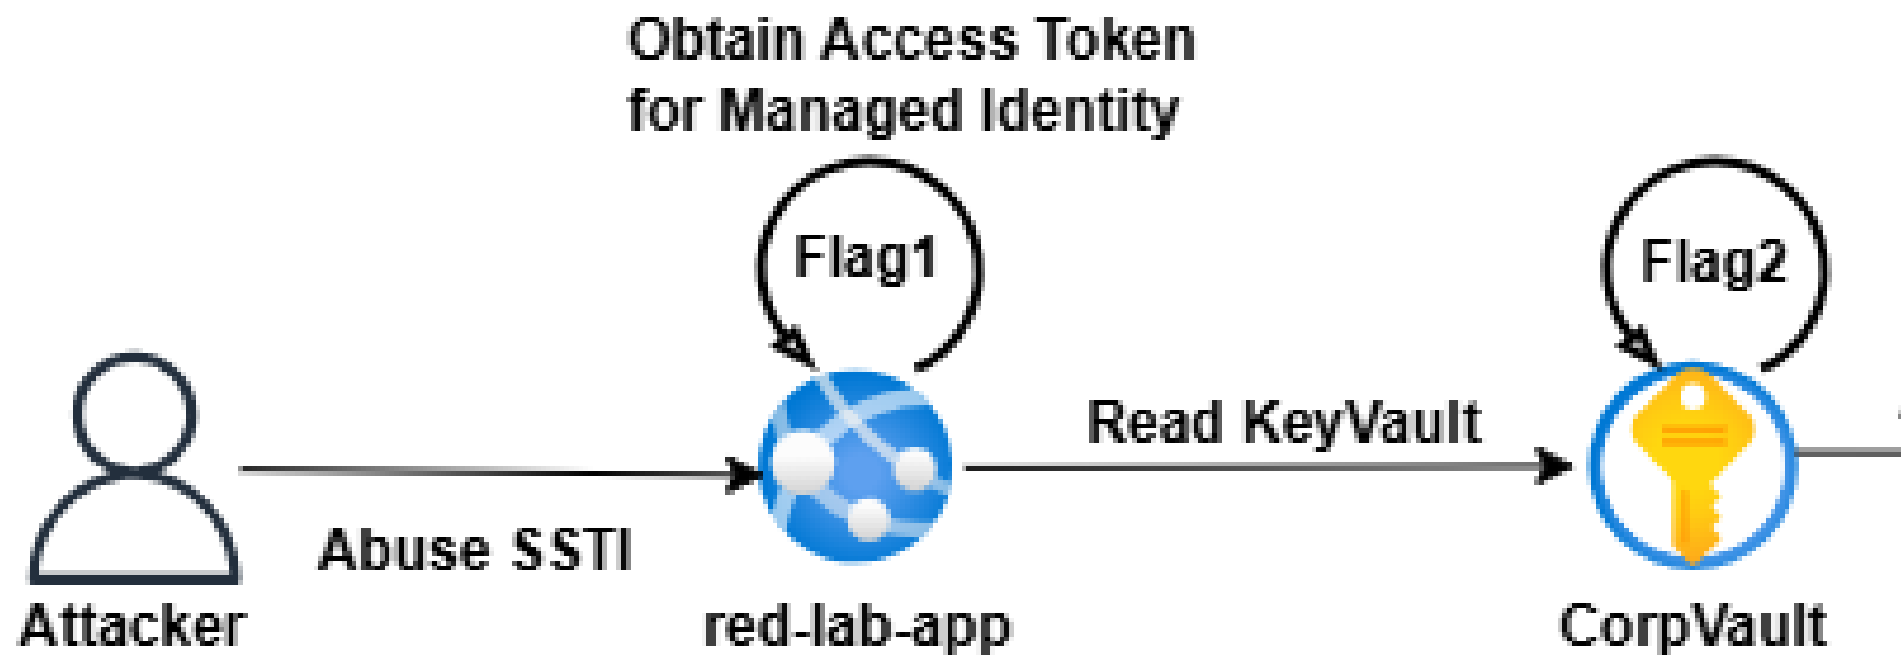 Obtain Access Token
for Managed Identity
Flag1
Flag2
Read KeyVault
Abuse SSTI
Attacker
red-lab-app
CorpVault